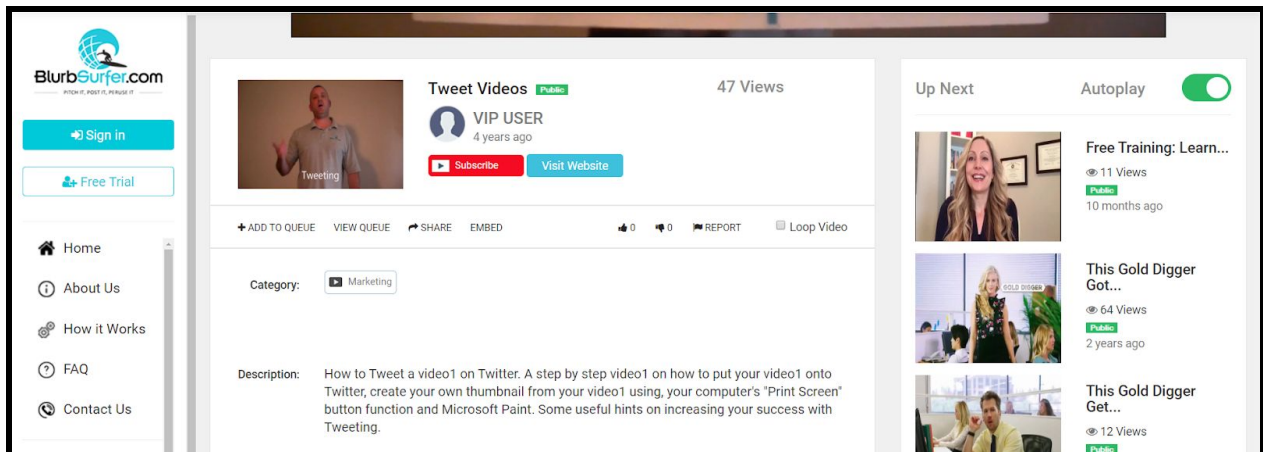 BlurbSurfer.com
PITCH IT, POST IT, PERUSE IT
Sign in
Free Trial
Home
About Us
How it Works
FAQ
Contact Us
Tweeting
Tweet Videos Public
47 Views
VIP USER
4 years ago
Subscribe
Visit Website
ADD TO QUEUE VIEW QUEUE SHARE EMBED 0 0 REPORT Loop Video
Category: Marketing
Description: How to Tweet a video1 on Twitter. A step by step video1 on how to put your video1 onto
Twitter, create your own thumbnail from your video1 using, your computer's "Print Screen"
button function and Microsoft Paint. Some useful hints on increasing your success with
Tweeting.
Up Next Autoplay
Free Training: Learn...
11 Views
Public
10 months ago
GOLD DIGGER
This Gold Digger
Got...
64 Views
Public
2 years ago
This Gold Digger
Get...
12 Views
Public